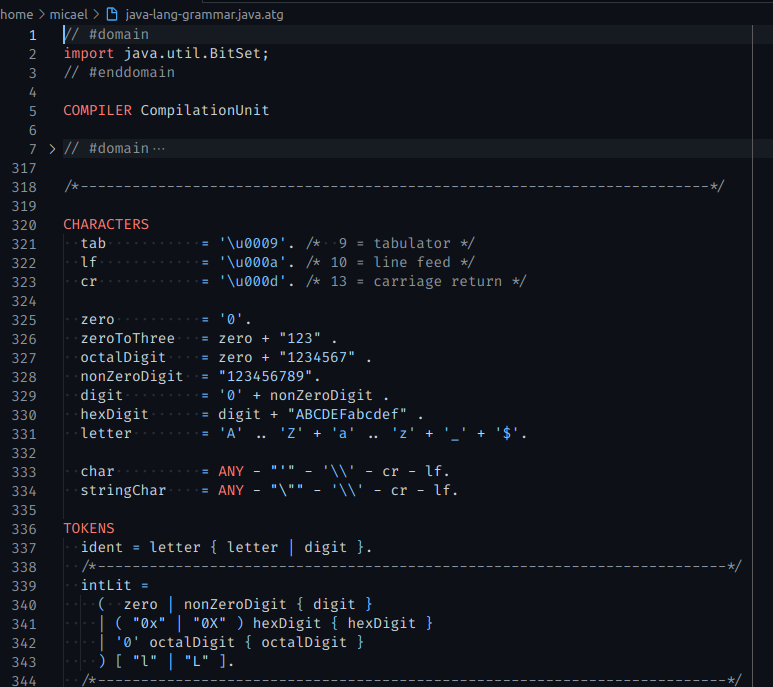 home > micael > java-lang-grammar.java.atg
1 // #domain
2 import java.util.BitSet;
3 // #enddomain
4
5 COMPILER CompilationUnit
6
7 > // #domain ···
317
318 /*--------------------------------------------------------------------------*/
319
320 CHARACTERS
321   tab           = '\u0009'. /*  9 = tabulator */
322   lf            = '\u000a'. /* 10 = line feed */
323   cr            = '\u000d'. /* 13 = carriage return */
324
325   zero          = '0'.
326   zeroToThree   = zero + "123" .
327   octalDigit    = zero + "1234567" .
328   nonZeroDigit  = "123456789".
329   digit         = '0' + nonZeroDigit .
330   hexDigit      = digit + "ABCDEFabcdef" .
331   letter        = 'A' .. 'Z' + 'a' .. 'z' + '_' + '$'.
332
333   char          = ANY - "'" - '\\' - cr - lf.
334   stringChar    = ANY - "\"" - '\\' - cr - lf.
335
336 TOKENS
337   ident = letter { letter | digit }.
338   /*--------------------------------------------------------------------------*/
339   intLit =
340     (  zero | nonZeroDigit { digit }
341     | ( "0x" | "0X" ) hexDigit { hexDigit }
342     | '0' octalDigit { octalDigit }
343     ) [ "l" | "L" ].
344   /*--------------------------------------------------------------------------*/